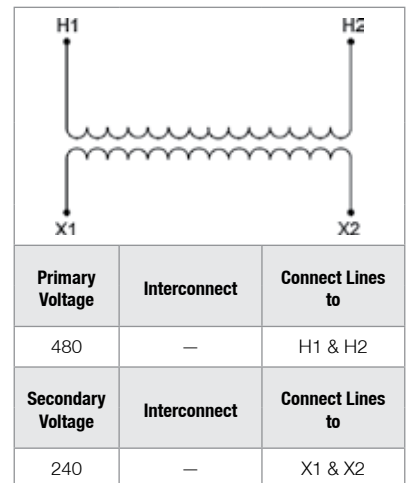 H1 H2
X1 X2
Primary Voltage Interconnect Connect Lines to
480 — H1 & H2
Secondary Voltage Interconnect Connect Lines to
240 — X1 & X2